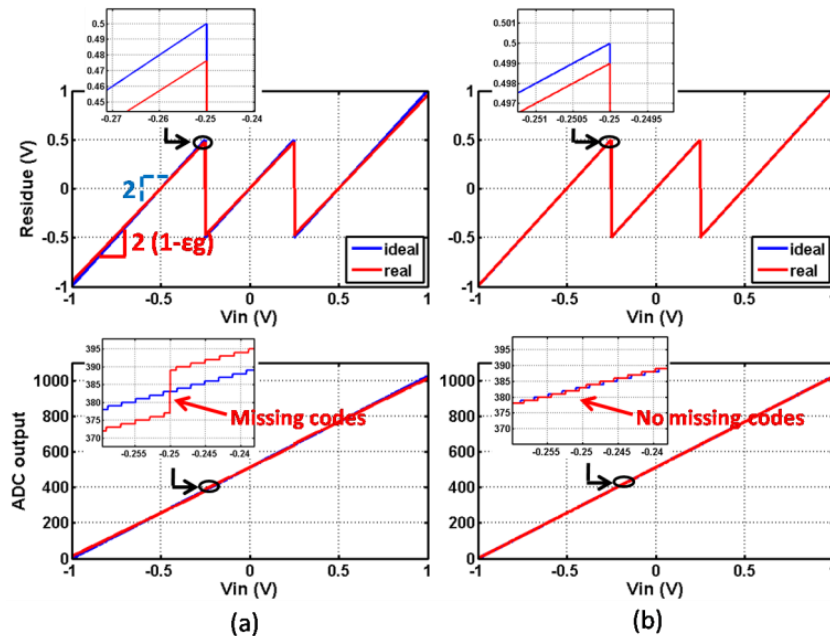 0.5
0.49
0.48
0.47
0.46
0.45
-0.27 -0.26 -0.25 -0.24
0.501
0.5
0.499
0.498
0.497
-0.251 -0.2505 -0.25 -0.2495
1
0.5
0
-0.5
-1
Residue (V)
2
2 (1-εg)
ideal
real
-1 -0.5 0 0.5 1
Vin (V)
1
0.5
0
-0.5
-1
Residue (V)
ideal
real
-1 -0.5 0 0.5 1
Vin (V)
395
390
385
380
375
370
-0.255 -0.25 -0.245 -0.24
Missing codes
1000
800
600
400
200
0
ADC output
-1 -0.5 0 0.5 1
Vin (V)
395
390
385
380
375
370
-0.255 -0.25 -0.245 -0.24
No missing codes
1000
800
600
400
200
0
ADC output
-1 -0.5 0 0.5 1
Vin (V)
(a)
(b)